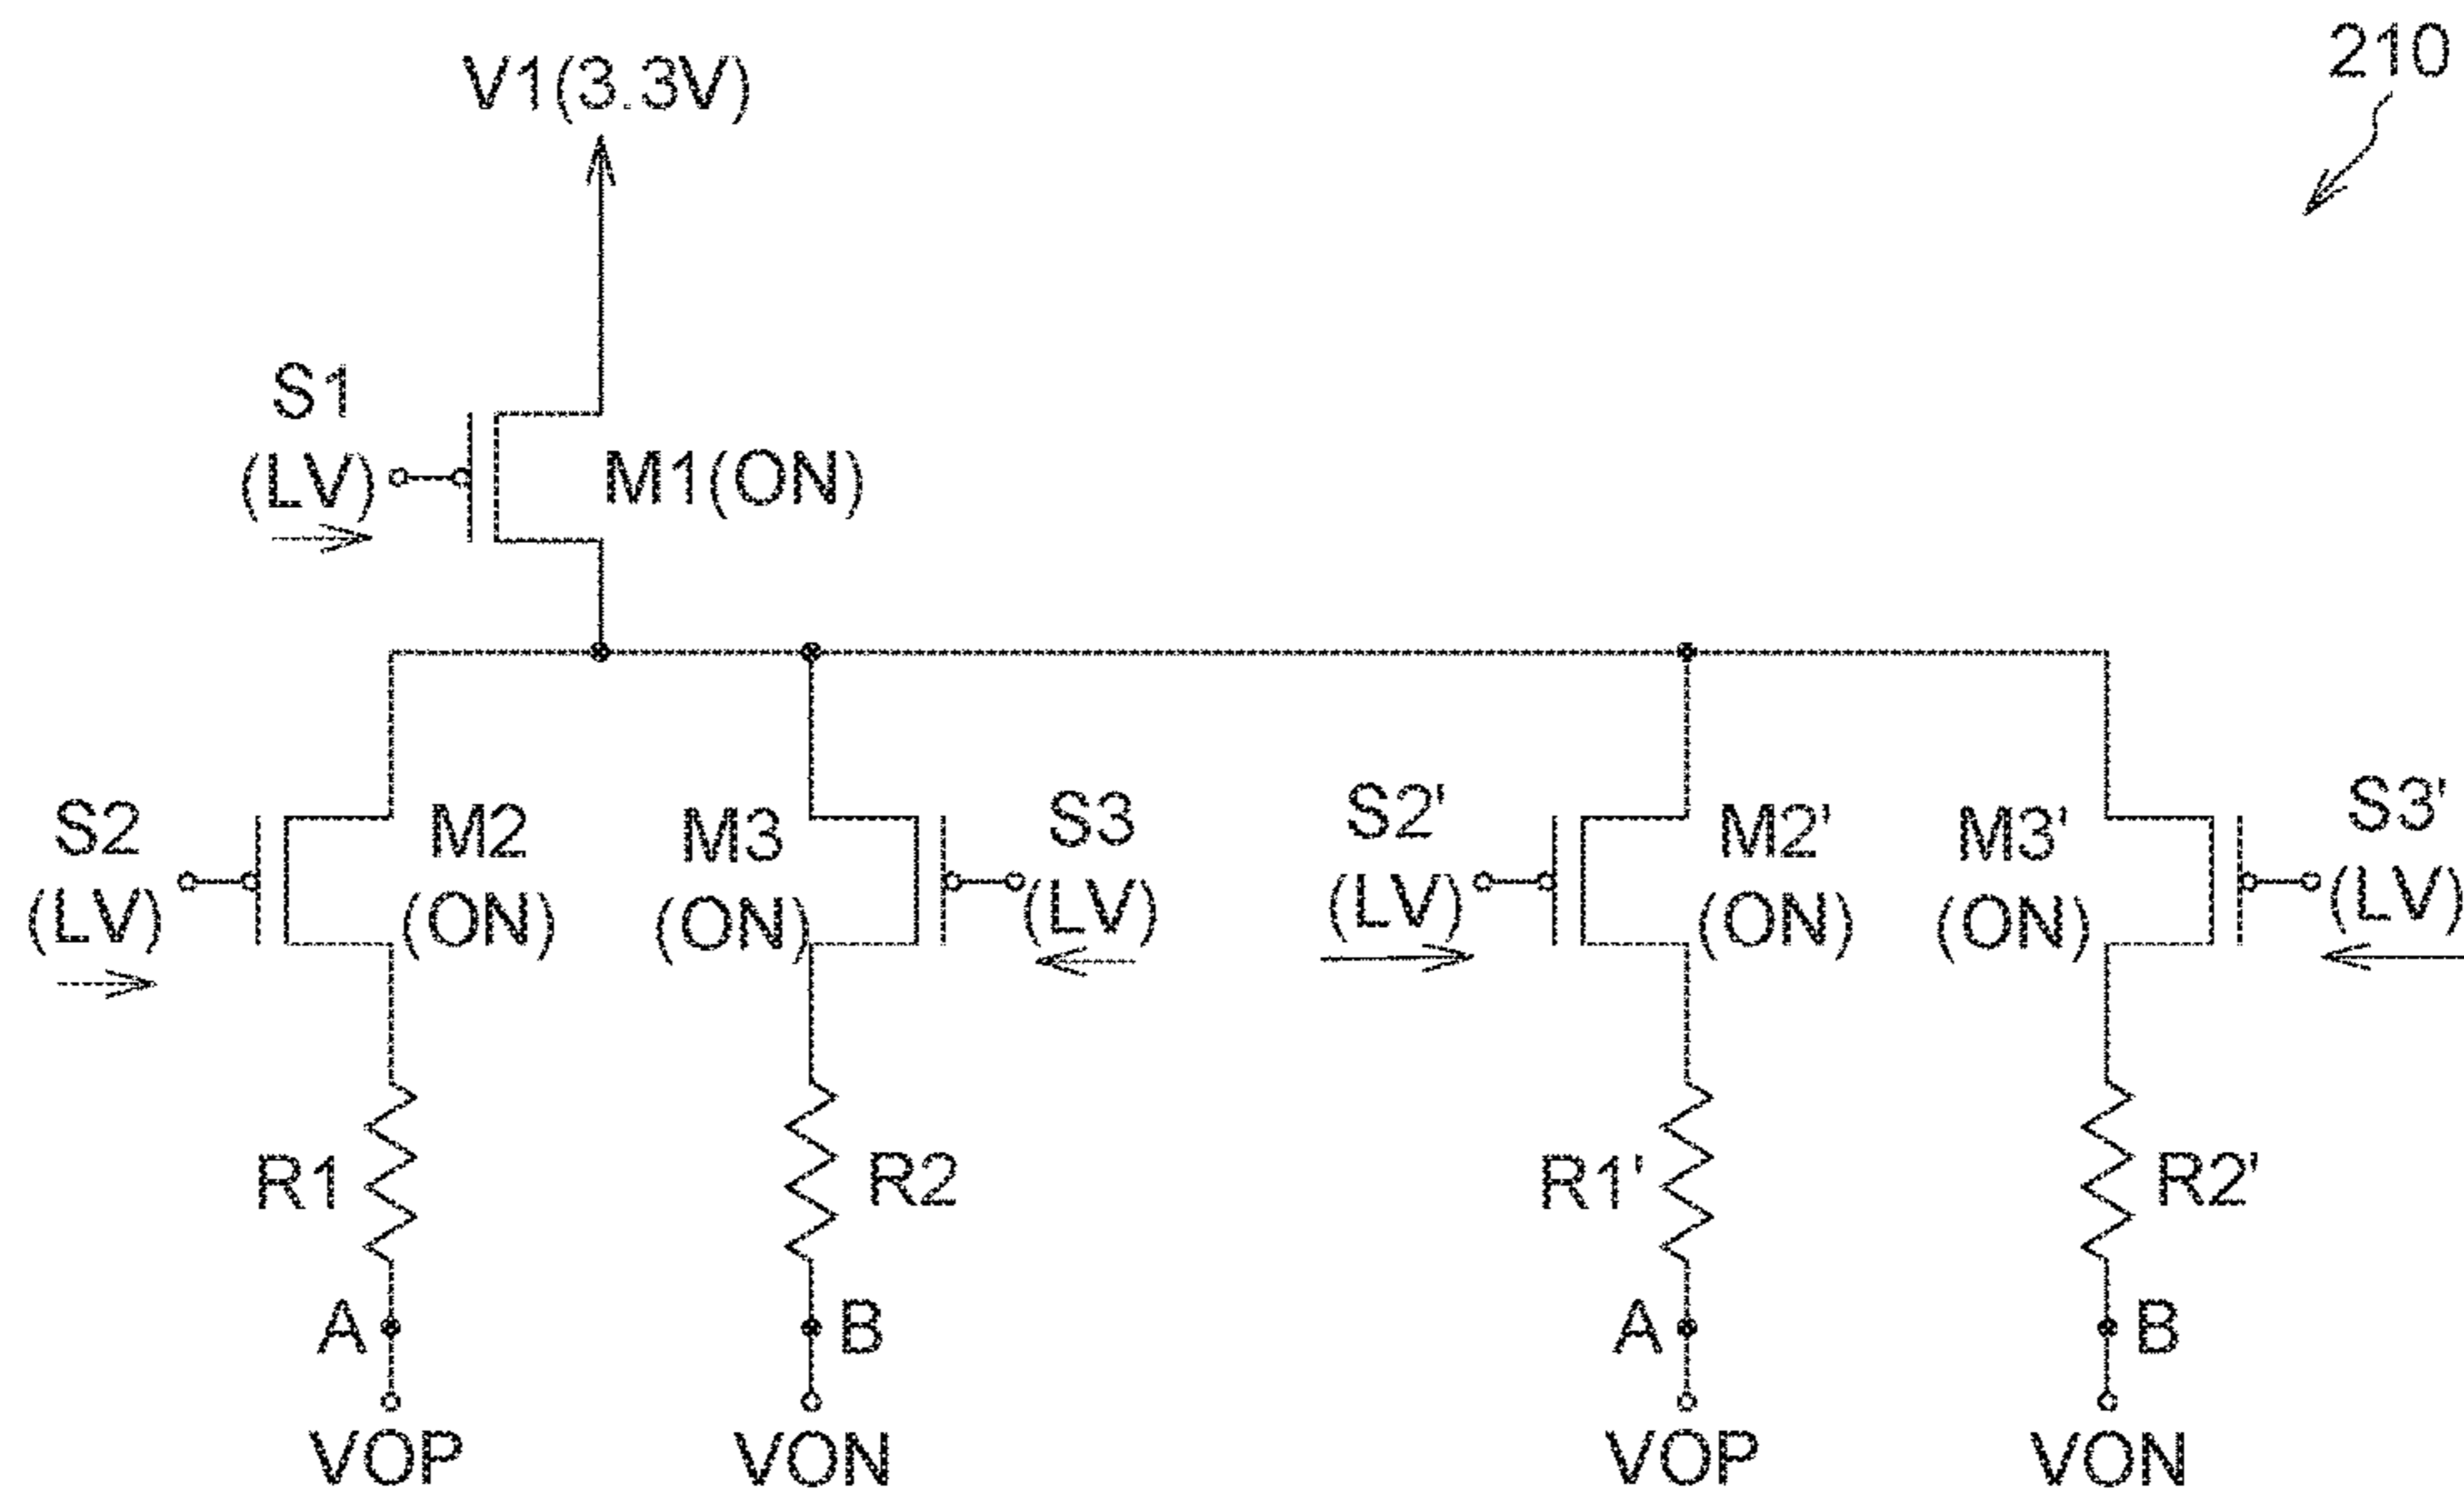 210
V1(3.3V)
S1
(LV)
M1(ON)
S2
(LV)
M2
(ON)
M3
(ON)
S3
(LV)
S2'
(LV)
M2'
(ON)
M3'
(ON)
S3'
(LV)
R1
R2
R1'
R2'
A
B
A
B
VOP
VON
VOP
VON